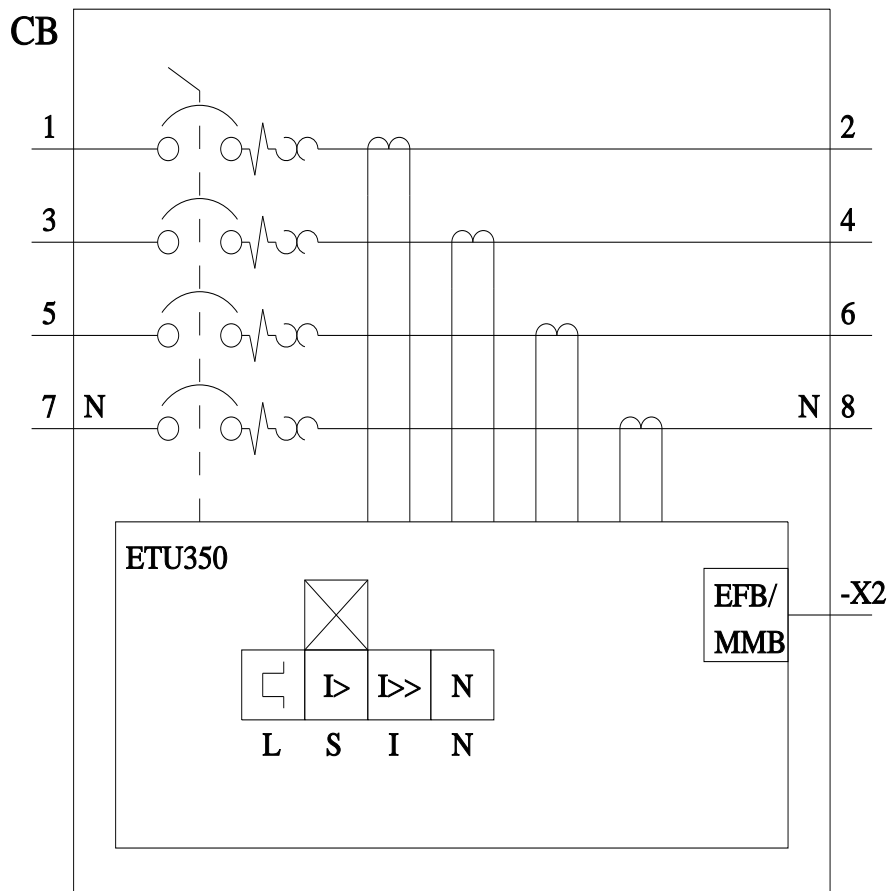 CB
1 2
3 4
5 6
7 N N 8
ETU350
EFB/
MMB
-X2
I> I>> N
L S I N